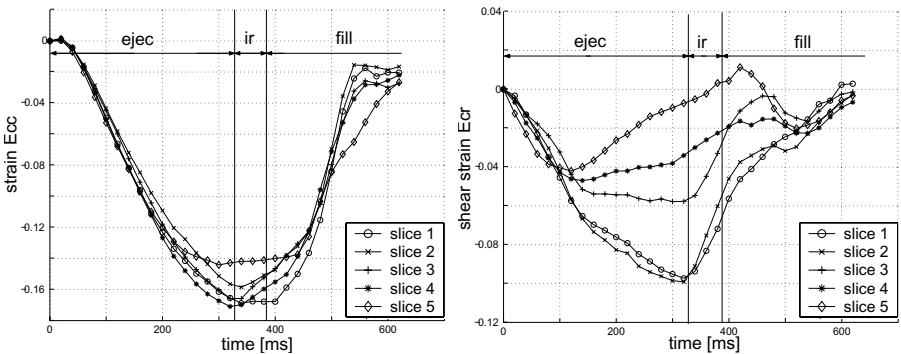 -0
-0.04
-0.08
-0.12
-0.16
strain Ecc
ejec
ir
fill
slice 1
slice 2
slice 3
slice 4
slice 5
0
200
400
600
time [ms]
0.04
0
-0.04
-0.08
-0.12
shear strain Ecr
ejec
ir
fill
slice 1
slice 2
slice 3
slice 4
slice 5
0
200
400
600
time [ms]